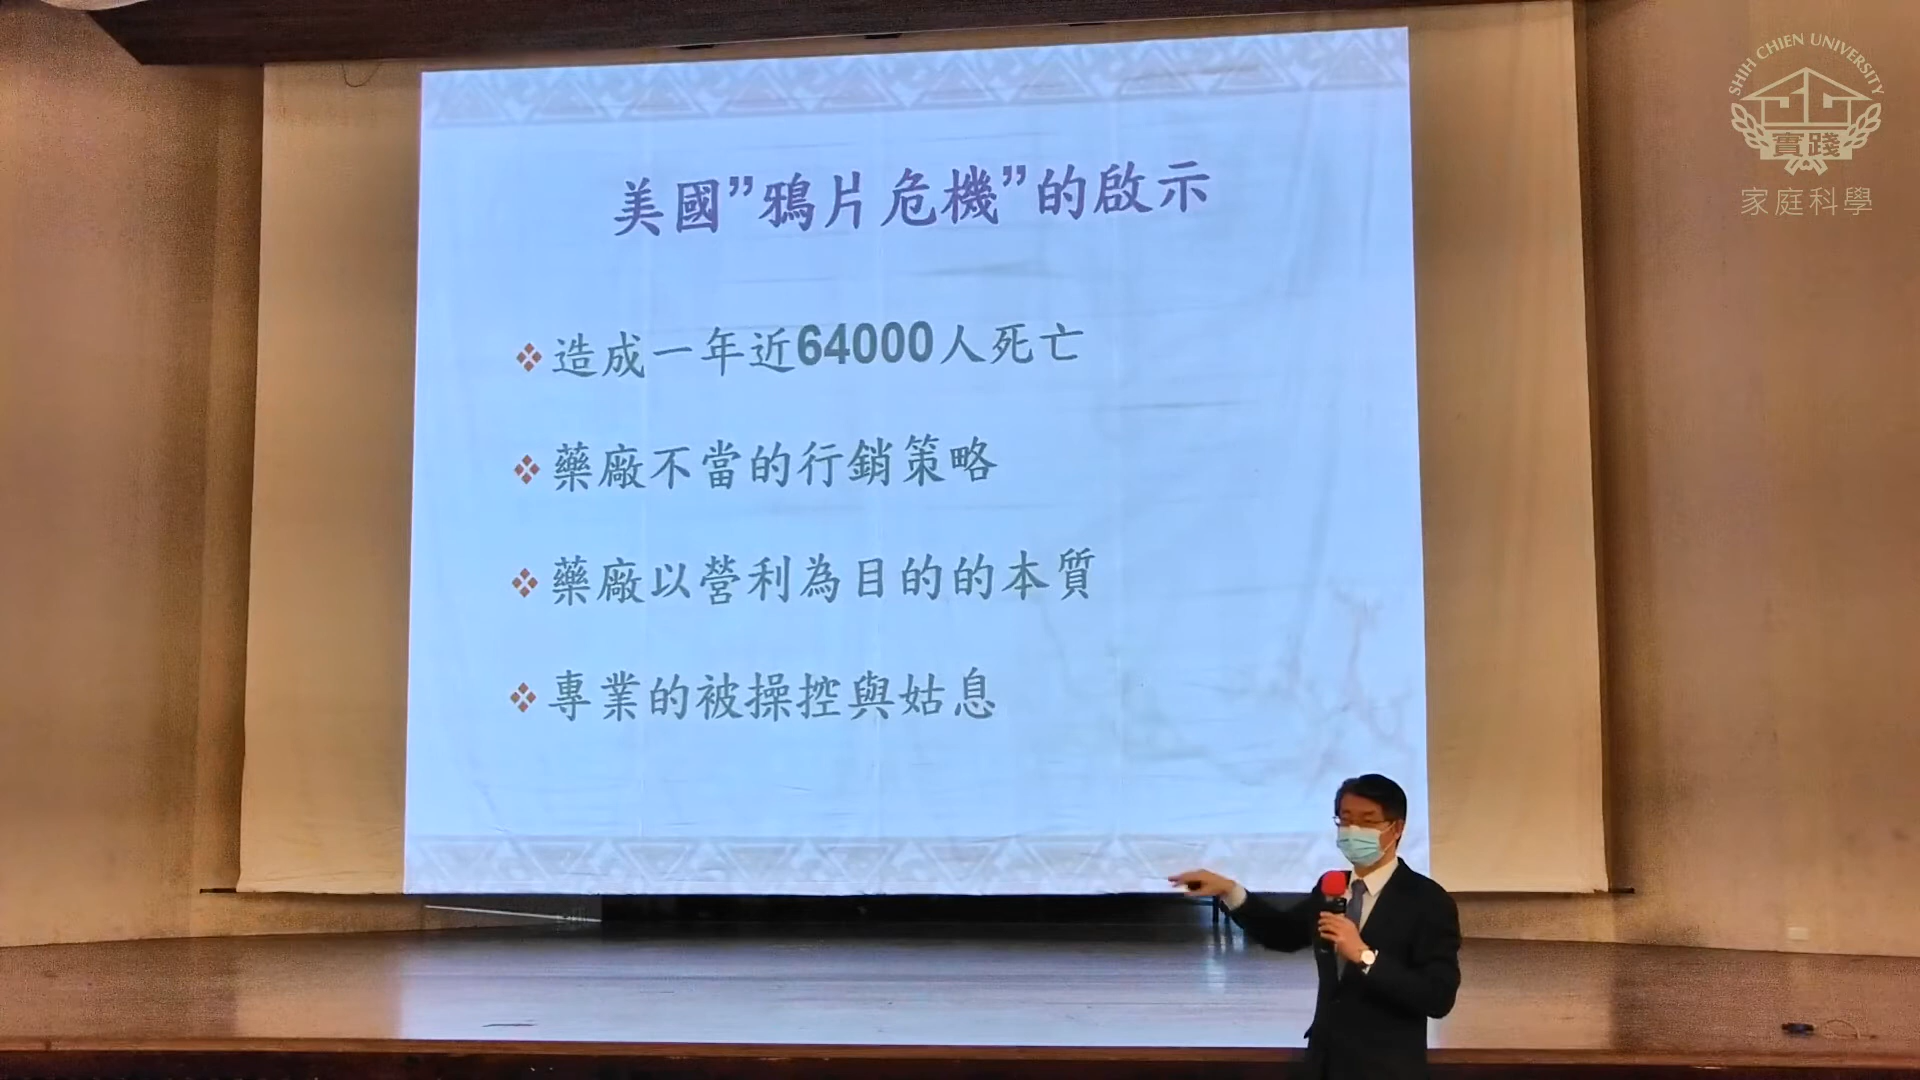 美國”鴉片危機”的啟示
造成一年近64000人死亡
藥廠不當的行銷策略
藥廠以營利為目的的本質
專業的被操控與姑息
SHIH CHIEN UNIVERSITY
實踐
家庭科學